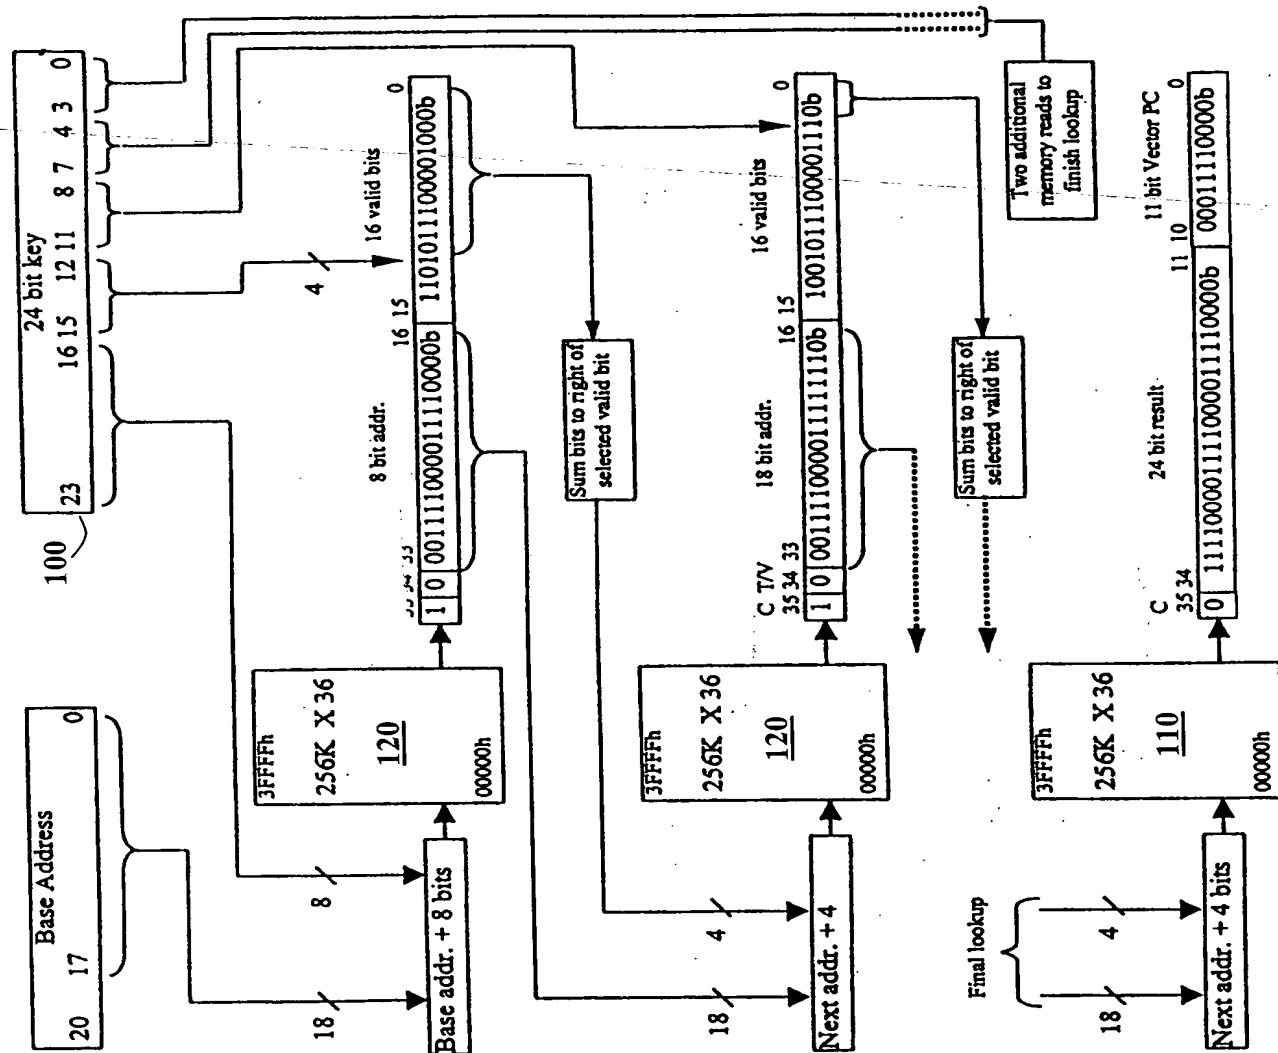 Base Address
20 17 0
100
24 bit key
23 16 15 12 11 8 7 4 3 0
18
8
4
Base addr. + 8 bits
3FFFFh
256K X 36
120
00000h
8 bit addr.
16 valid bits
34 33
16 15
0
1 0 0011110000111110000b 1101011100001000b
Sum bits to right of
selected valid bit
18
4
Next addr. + 4
3FFFFh
256K X 36
120
00000h
C T/V
18 bit addr.
16 valid bits
35 34 33
16 15
0
1 0 0011110000111111110b 1001011100001110b
Sum bits to right of
selected valid bit
Two additional
memory reads to
finish lookup
Final lookup
18
4
Next addr. + 4 bits
3FFFFh
256K X 36
110
00000h
C
24 bit result
11 bit Vector PC
35 34
11 10
0
0 111100001111000011110000b 00011110000b